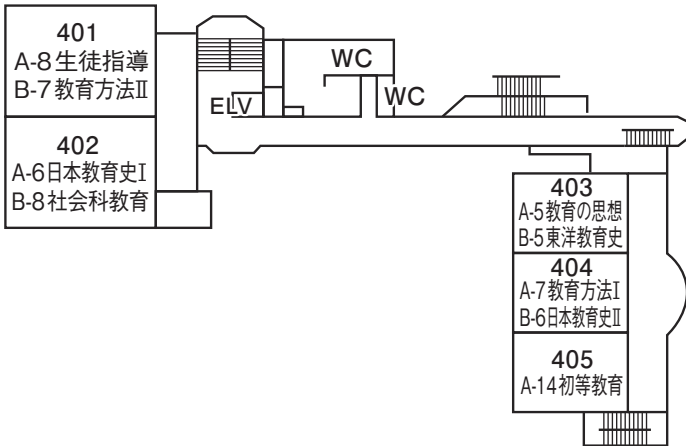 401
A-8生徒指導
B-7教育方法Ⅱ
402
A-6日本教育史Ⅰ
B-8社会科教育
ELV
WC
WC
403
A-5教育の思想
B-5東洋教育史
404
A-7教育方法Ⅰ
B-6日本教育史Ⅱ
405
A-14初等教育